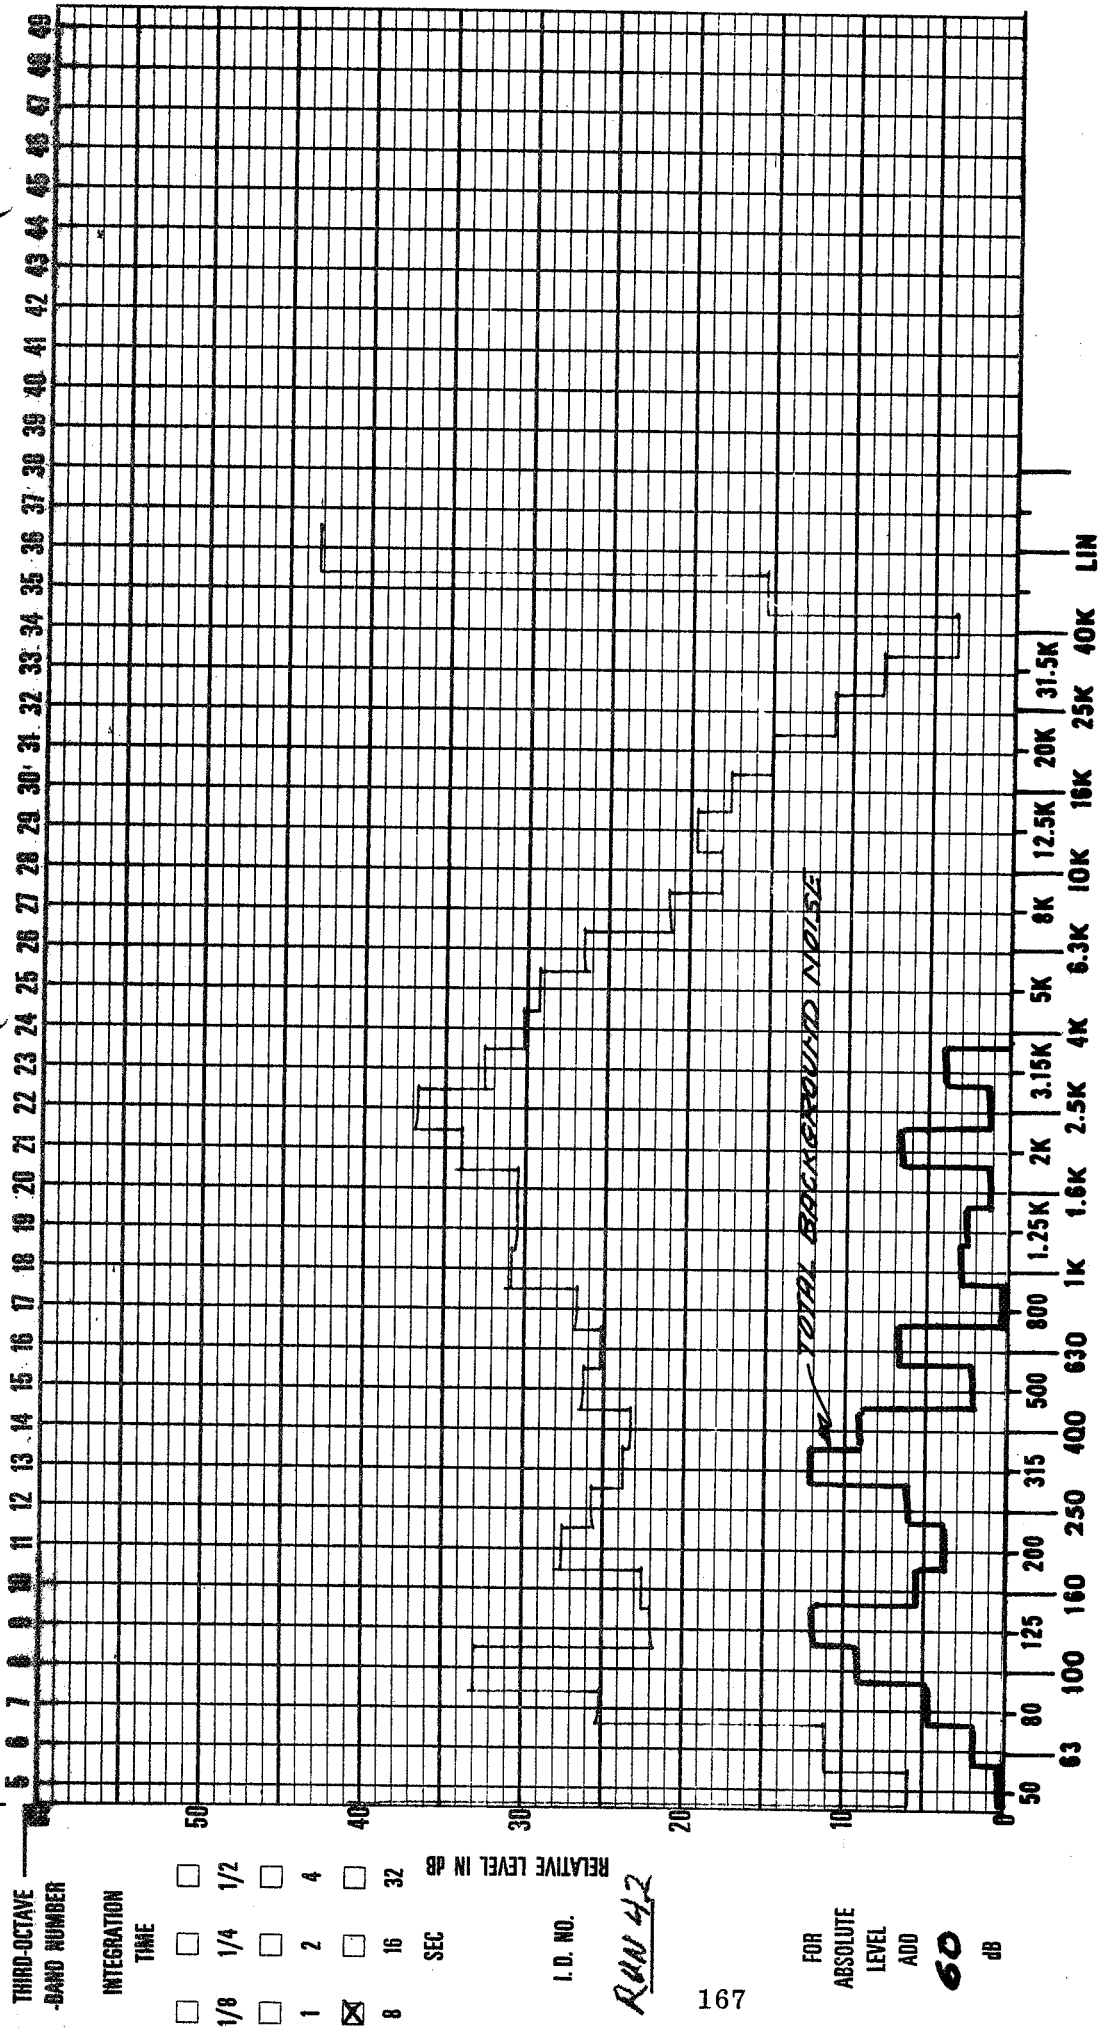 THIRD-OCTAVE
-BAND NUMBER
5 6 7 8 9 10 11 12 13 14 15 16 17 18 19 20 21 22 23 24 25 26 27 28 29 30 31 32 33 34 35 36 37 38 39 40 41 42 43 44 45 46 47 48 49
INTEGRATION
TIME
1/8 1/4 1/2
1 2 4
8 16 32
SEC
RELATIVE LEVEL IN dB
50
40
30
20
10
0
I.D. NO.
RUN 42
FOR
ABSOLUTE
LEVEL
ADD
60
dB
TOTAL BACKGROUND NOISE
50 80 125 200 315 500 800 1.25K 2K 3.15K 5K 8K 12.5K 20K 31.5K
63 100 160 250 400 630 1K 1.6K 2.5K 4K 6.3K 10K 16K 25K 40K LIN
167